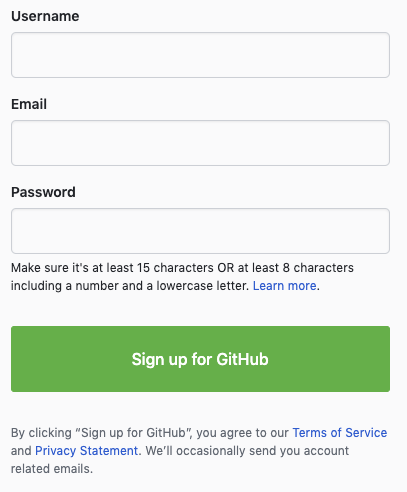 Username
Email
Password
Make sure it's at least 15 characters OR at least 8 characters
including a number and a lowercase letter. Learn more.
Sign up for GitHub
By clicking “Sign up for GitHub”, you agree to our Terms of Service
and Privacy Statement. We’ll occasionally send you account
related emails.